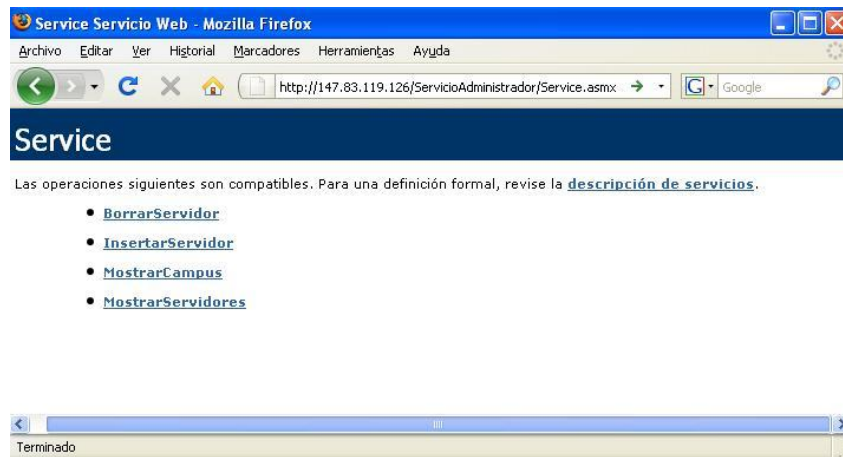 Service Servicio Web - Mozilla Firefox
Archivo Editar Ver Historial Marcadores Herramientas Ayuda
http://147.83.119.126/ServicioAdministrador/Service.asmx G Google
Service
Las operaciones siguientes son compatibles. Para una definición formal, revise la descripción de servicios.
BorrarServidor
InsertarServidor
MostrarCampus
MostrarServidores
Terminado